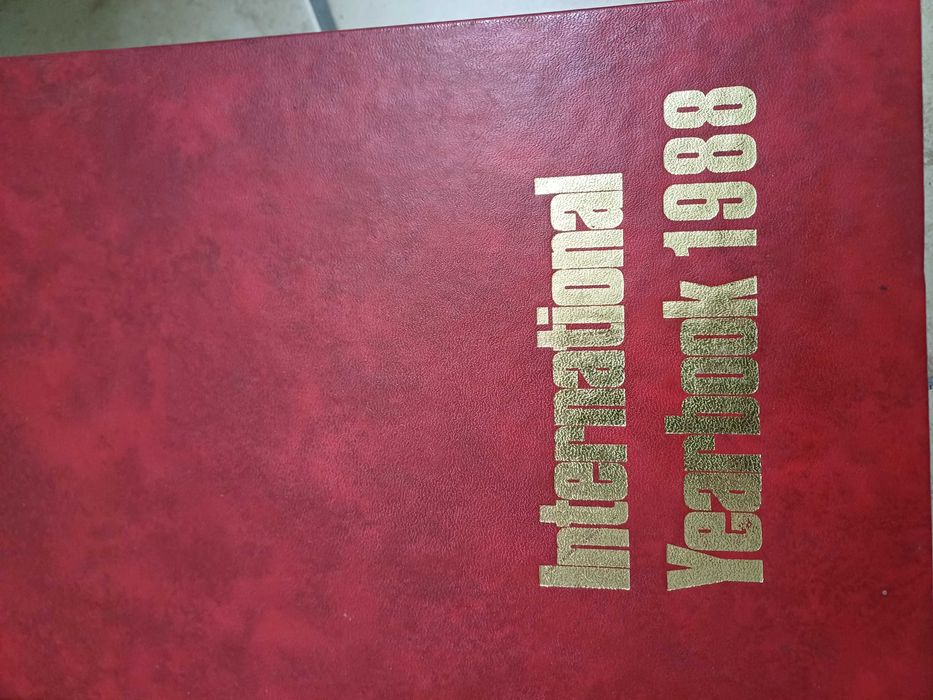 International
Yearbook 1988